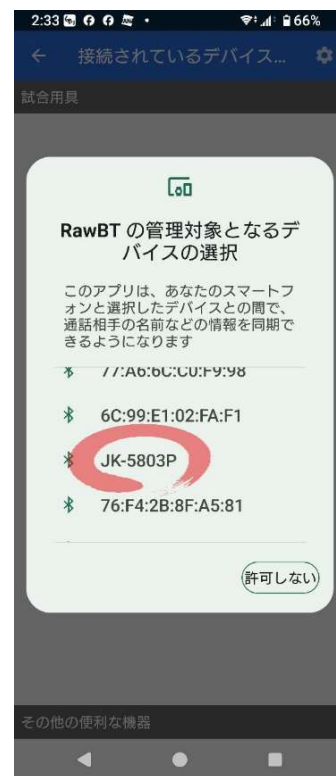 2:33
66%
接続されているデバイス...
試合用具
RawBT の管理対象となるデ
バイスの選択
このアプリは、あなたのスマートフ
ォンと選択したデバイスとの間で、
通話相手の名前などの情報を同期で
きるようになります
77:A6:6C:C0:F9:98
6C:99:E1:02:FA:F1
JK-5803P
76:F4:2B:8F:A5:81
許可しない
その他の便利な機器